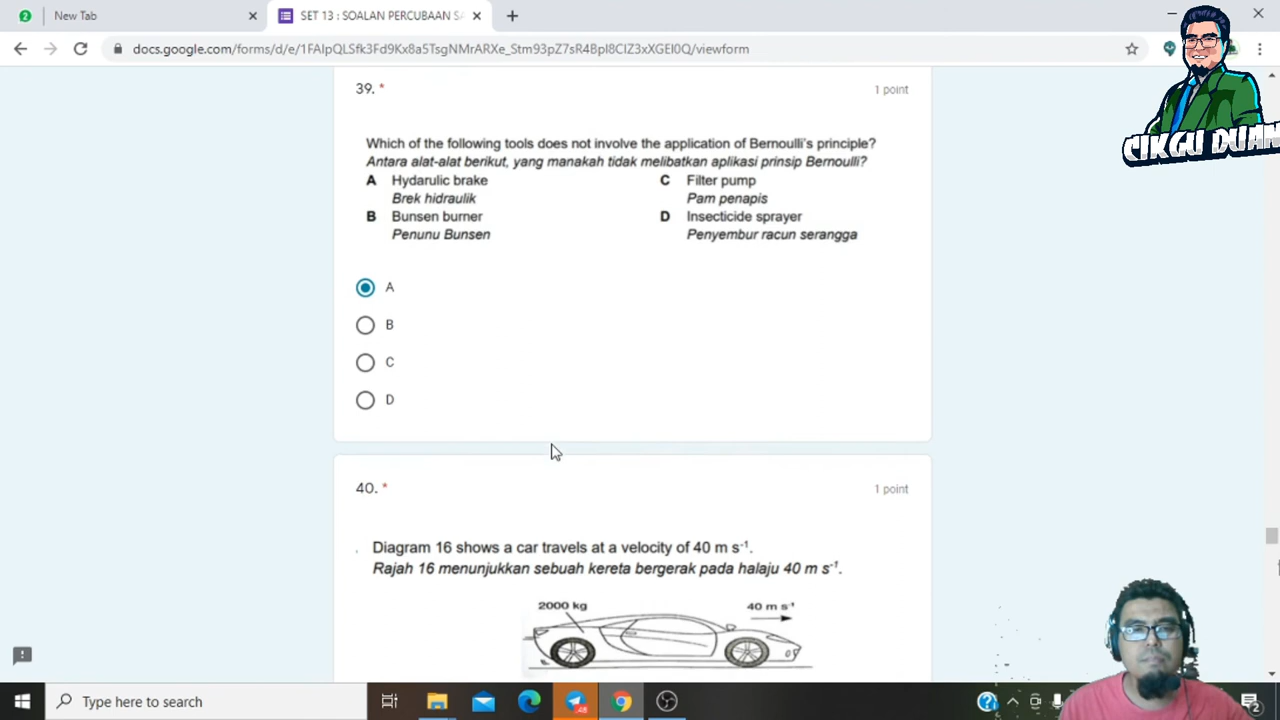 New Tab
SET 13 : SOALAN PERCUBAAN SA
docs.google.com/forms/d/e/1FAIpQLSfk3Fd9Kx8a5TsgNMrARXe_Stm93pZ7sR4BpI8CIZ3xXGEI0Q/viewform
CIKGU DUAN
39. *
1 point
Which of the following tools does not involve the application of Bernoulli's principle?
Antara alat-alat berikut, yang manakah tidak melibatkan aplikasi prinsip Bernoulli?
A Hydarulic brake
Brek hidraulik
B Bunsen burner
Penunu Bunsen
C Filter pump
Pam penapis
D Insecticide sprayer
Penyembur racun serangga
A
B
C
D
40. *
1 point
. Diagram 16 shows a car travels at a velocity of 40 m s⁻¹.
Rajah 16 menunjukkan sebuah kereta bergerak pada halaju 40 m s⁻¹.
2000 kg
40 m s⁻¹
Type here to search